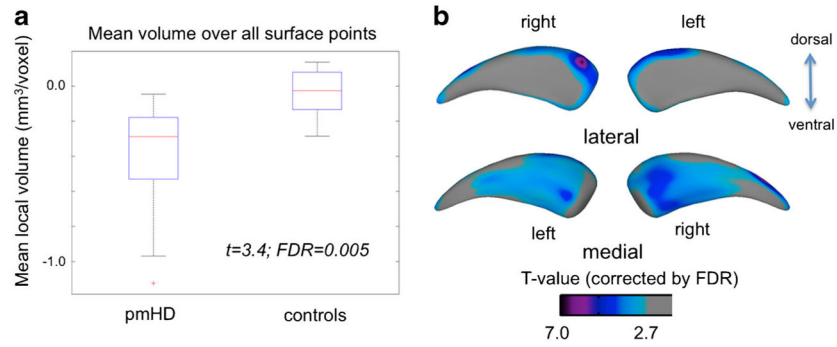 a
Mean volume over all surface points
Mean local volume (mm³/voxel)
0.0
-1.0
t=3.4; FDR=0.005
pmHD
controls
b
right
left
dorsal
ventral
lateral
left
right
medial
T-value (corrected by FDR)
7.0
2.7